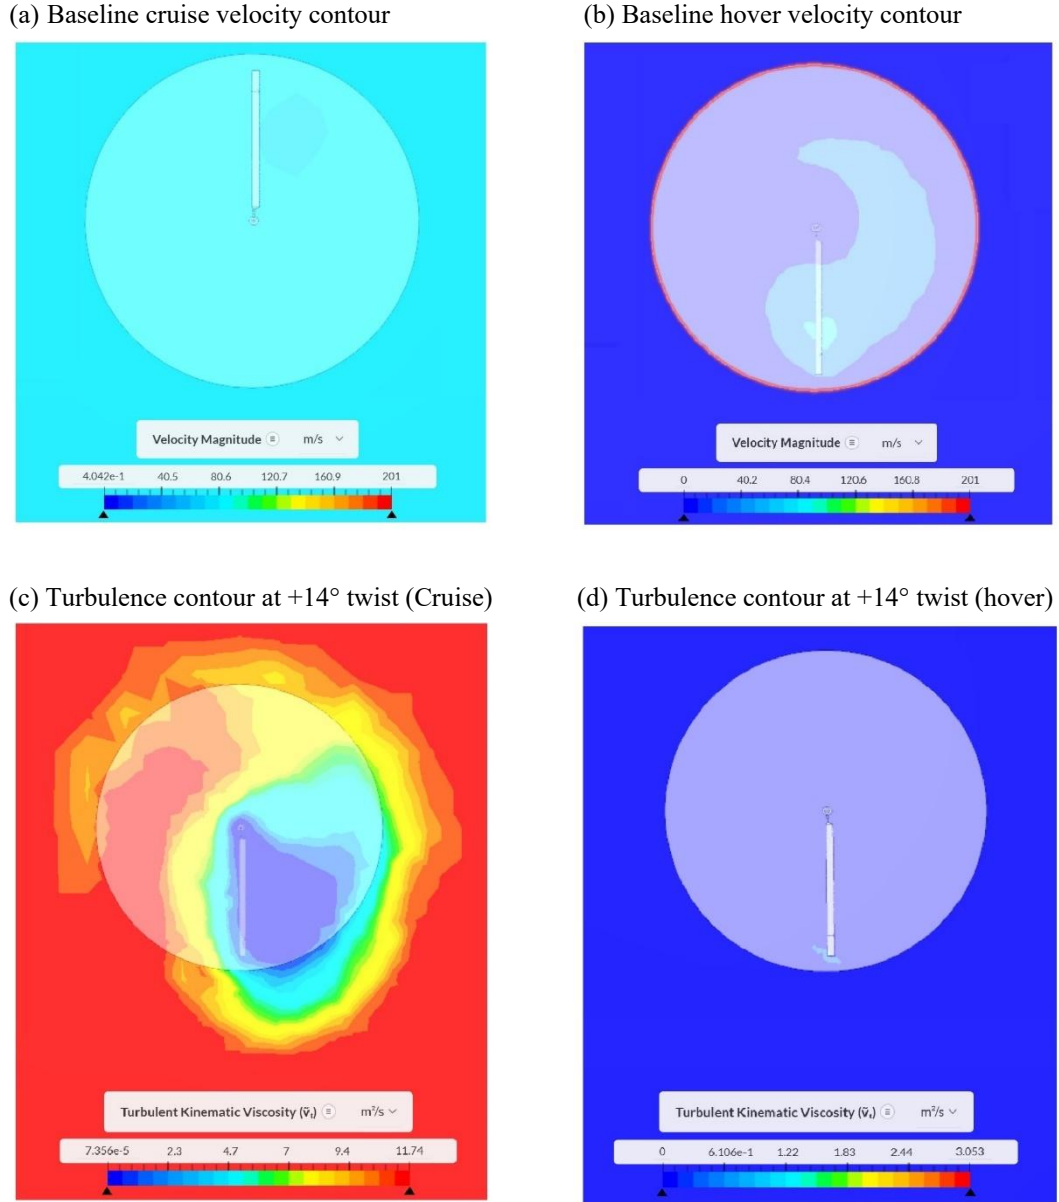 (a) Baseline cruise velocity contour
(b) Baseline hover velocity contour
Velocity Magnitude m/s
4.042e-1 40.5 80.6 120.7 160.9 201
Velocity Magnitude m/s
0 40.2 80.4 120.6 160.8 201
(c) Turbulence contour at +14° twist (Cruise)
(d) Turbulence contour at +14° twist (hover)
Turbulent Kinematic Viscosity (ṽₜ) m²/s
7.356e-5 2.3 4.7 7 9.4 11.74
Turbulent Kinematic Viscosity (ṽₜ) m²/s
0 6.106e-1 1.22 1.83 2.44 3.053